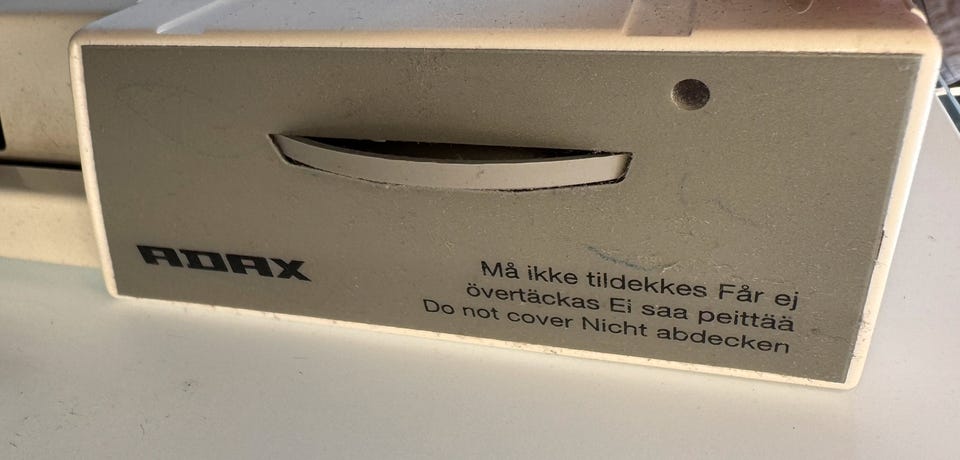 ADAX
Må ikke tildekkes Får ej
övertäckas Ei saa peittää
Do not cover Nicht abdecken